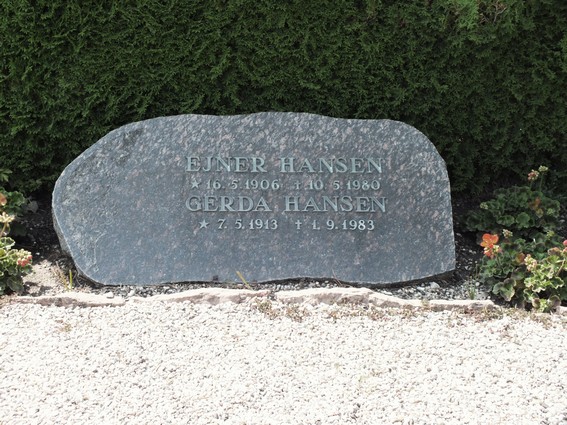 EJNER HANSEN
★ 16.5.1906 ✝ 10.5.1980
GERDA HANSEN
★ 7.5.1913 ✝ 1.9.1983